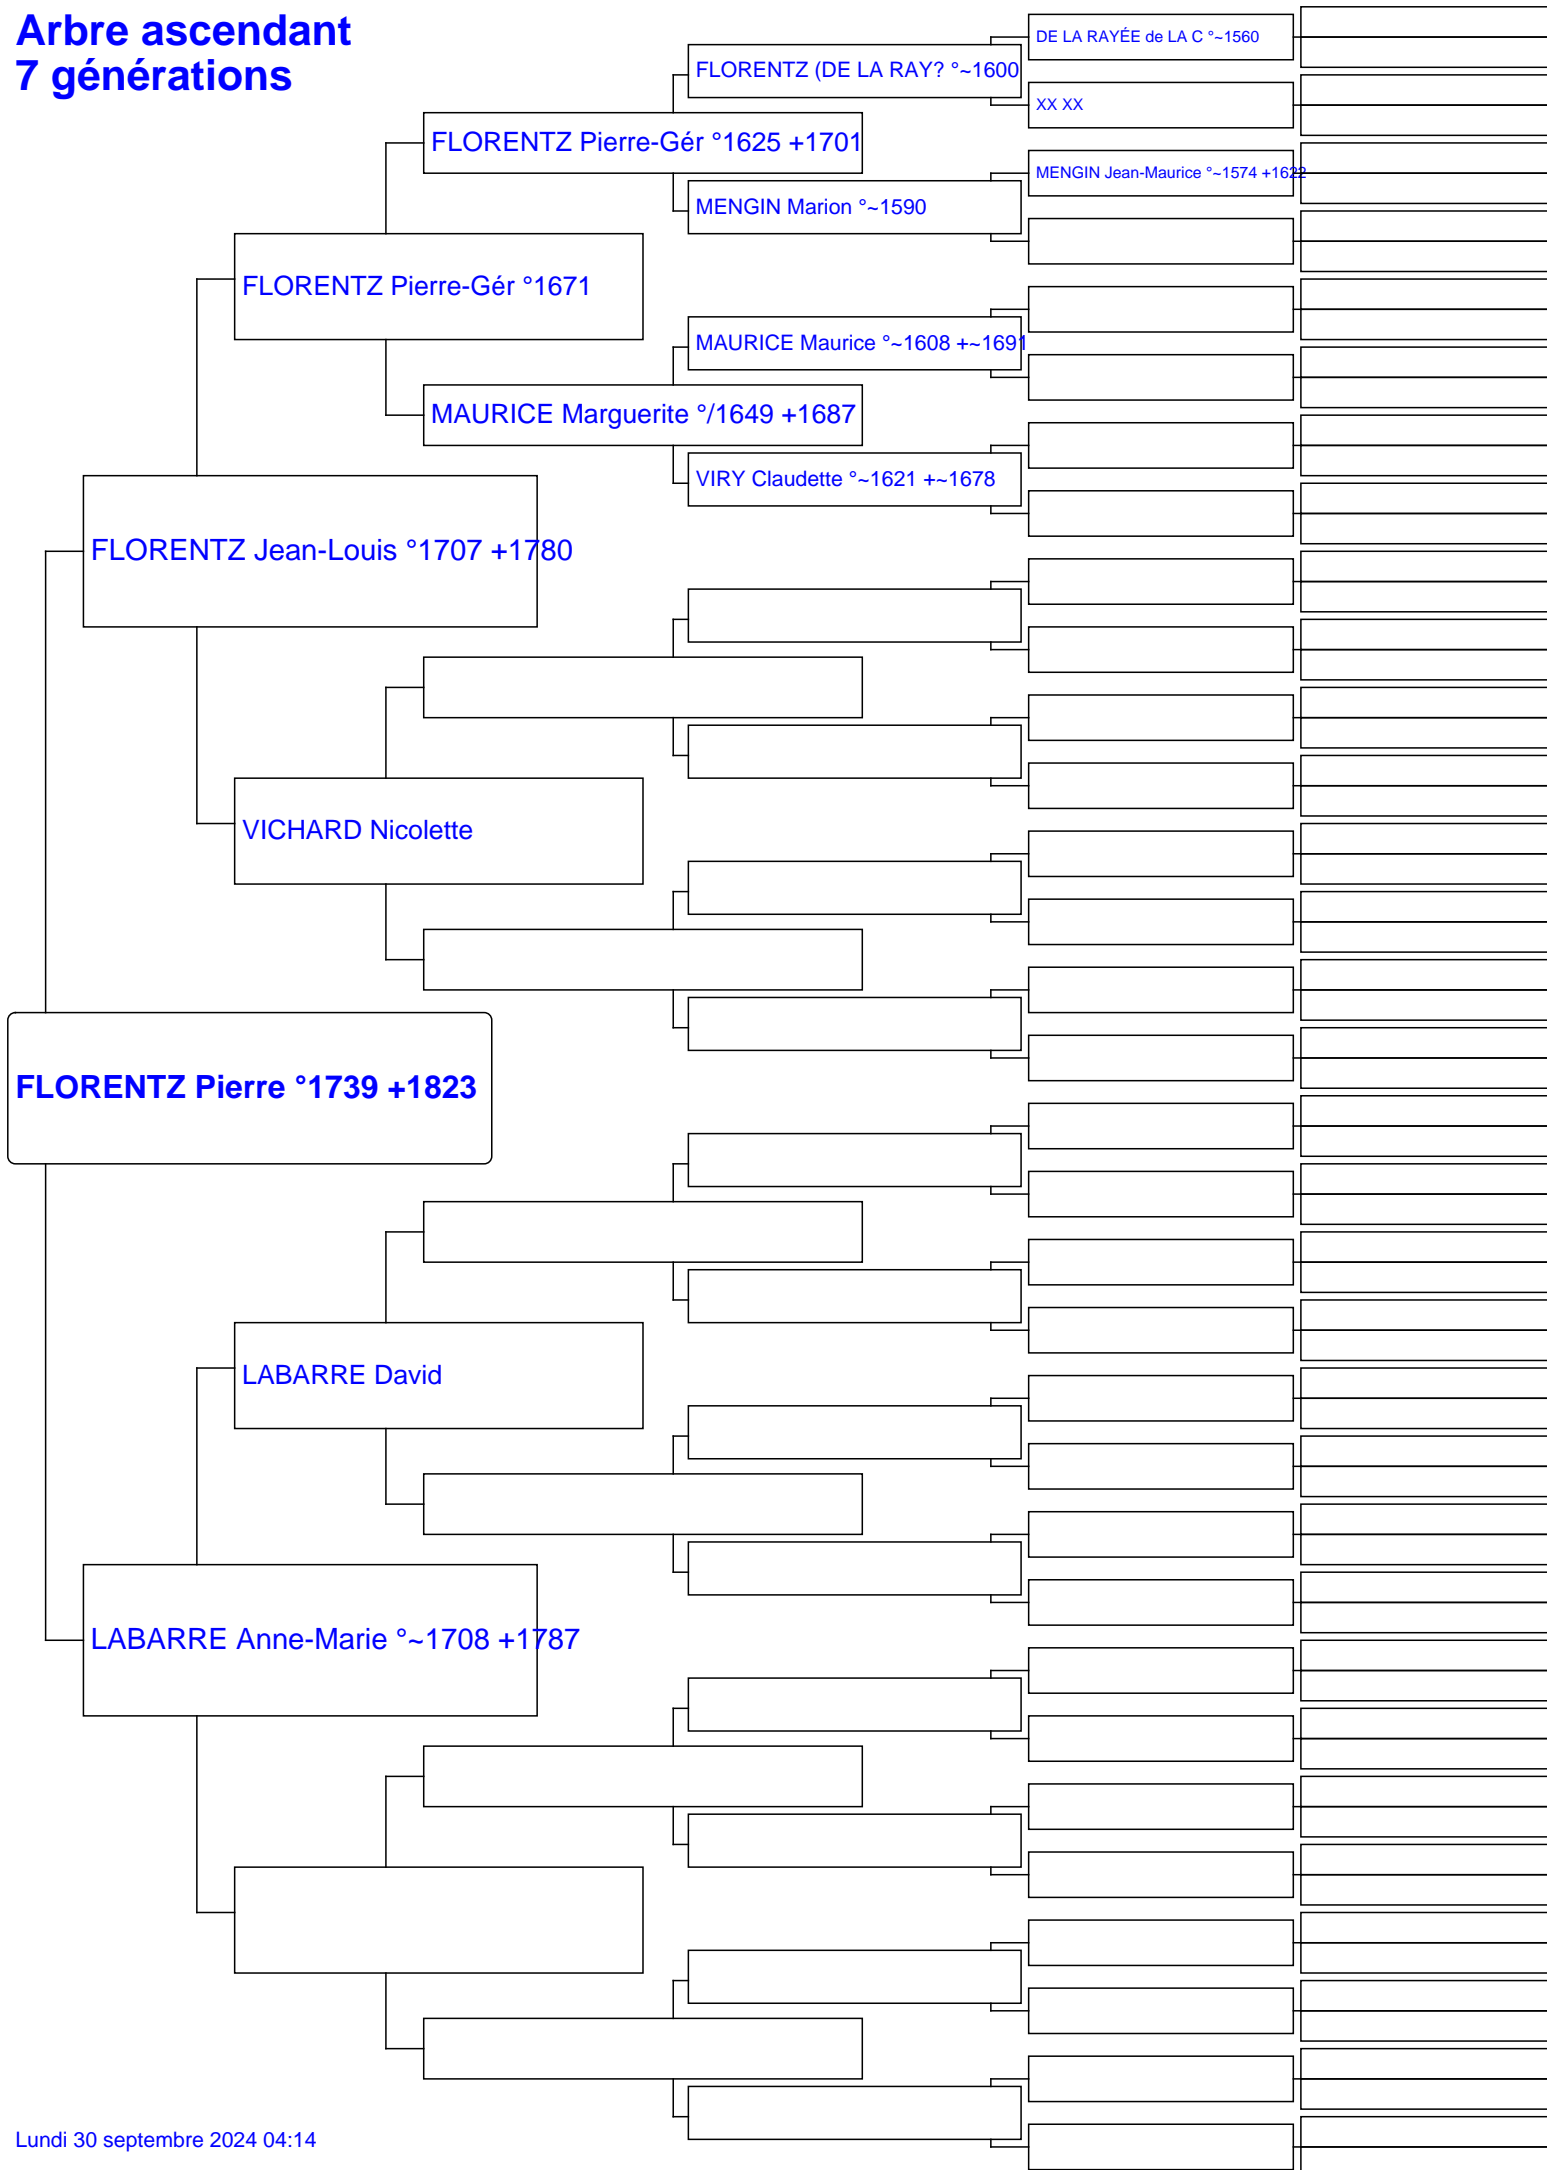 Arbre ascendant
7 générations
DE LA RAYÉE de LA C °~1560
FLORENTZ (DE LA RAY? °~1600
XX XX
FLORENTZ Pierre-Gér °1625 +1701
MENGIN Jean-Maurice °~1574 +1622
MENGIN Marion °~1590
FLORENTZ Pierre-Gér °1671
MAURICE Maurice °~1608 +~1691
MAURICE Marguerite °/1649 +1687
VIRY Claudette °~1621 +~1678
FLORENTZ Jean-Louis °1707 +1780
VICHARD Nicolette
FLORENTZ Pierre °1739 +1823
LABARRE David
LABARRE Anne-Marie °~1708 +1787
Lundi 30 septembre 2024 04:14